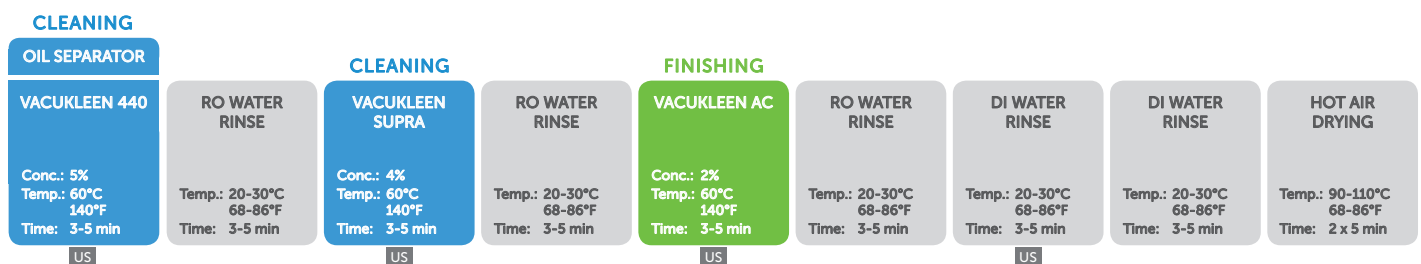 CLEANING
OIL SEPARATOR
VACUKLEEN 440
Conc.: 5%
Temp.: 60°C
140°F
Time: 3-5 min
US
RO WATER
RINSE
Temp.: 20-30°C
68-86°F
Time: 3-5 min
CLEANING
VACUKLEEN
SUPRA
Conc.: 4%
Temp.: 60°C
140°F
Time: 3-5 min
US
RO WATER
RINSE
Temp.: 20-30°C
68-86°F
Time: 3-5 min
FINISHING
VACUKLEEN AC
Conc.: 2%
Temp.: 60°C
140°F
Time: 3-5 min
US
RO WATER
RINSE
Temp.: 20-30°C
68-86°F
Time: 3-5 min
DI WATER
RINSE
Temp.: 20-30°C
68-86°F
Time: 3-5 min
US
DI WATER
RINSE
Temp.: 20-30°C
68-86°F
Time: 3-5 min
HOT AIR
DRYING
Temp.: 90-110°C
68-86°F
Time: 2 x 5 min